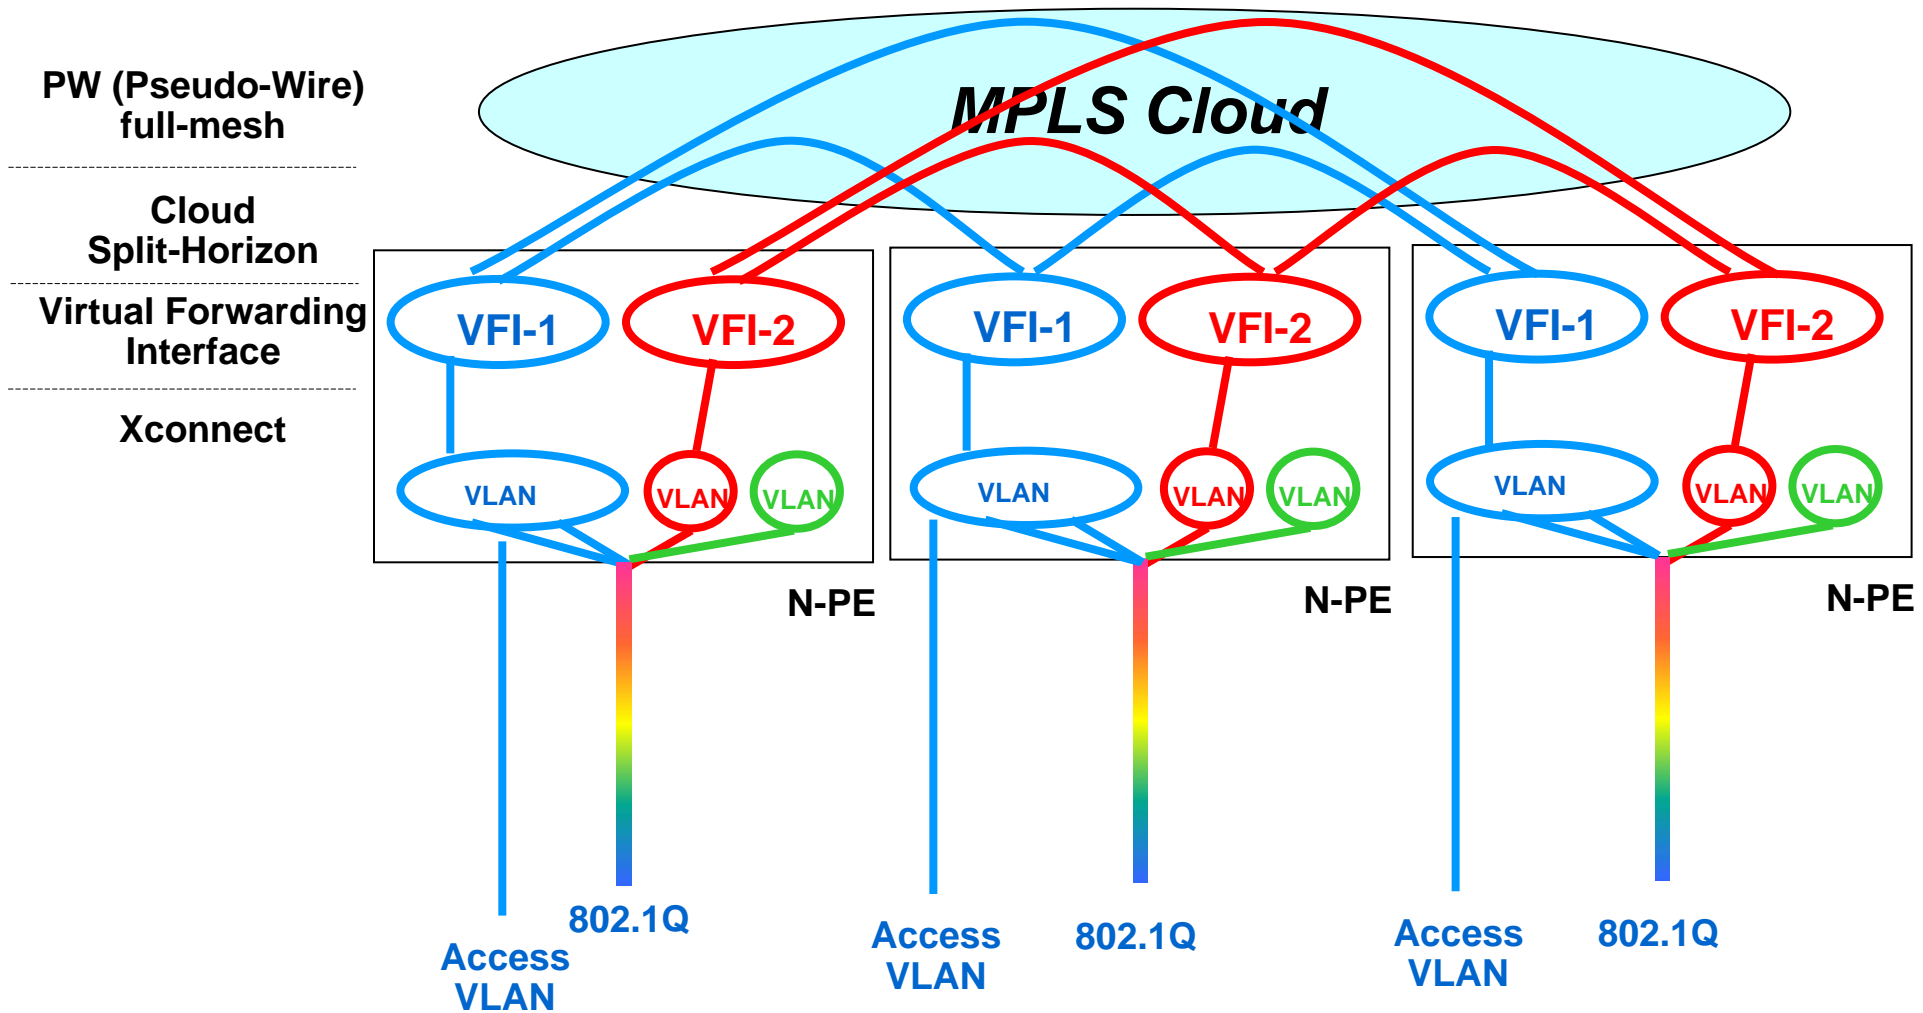 PW (Pseudo-Wire)
full-mesh
MPLS Cloud
Cloud
Split-Horizon
Virtual Forwarding
Interface
Xconnect
VFI-1
VFI-2
VLAN
VLAN
VLAN
N-PE
802.1Q
Access
VLAN
VFI-1
VFI-2
VLAN
VLAN
VLAN
N-PE
Access
VLAN
802.1Q
VFI-1
VFI-2
VLAN
VLAN
VLAN
N-PE
Access
VLAN
802.1Q